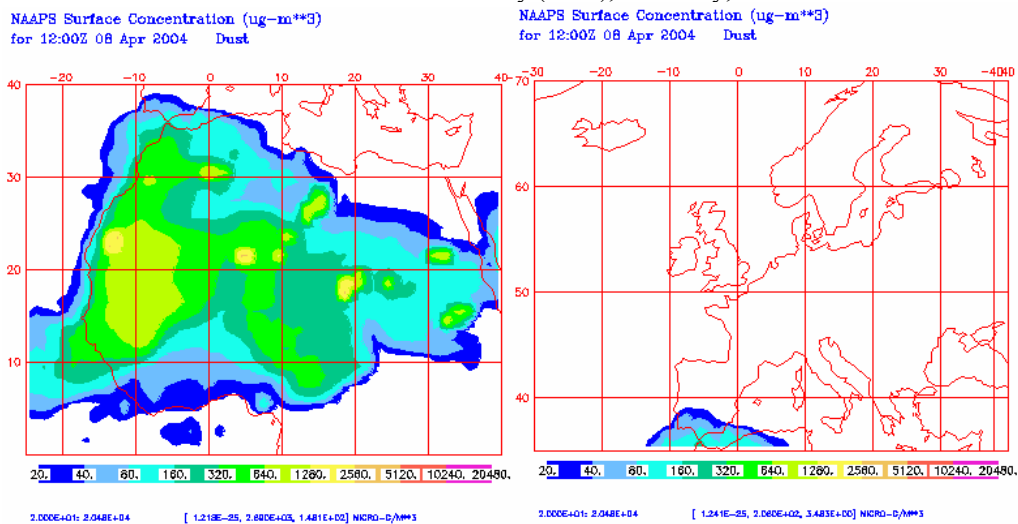 NAAPS Surface Concentration (ug-m**3)
for 12:00Z 08 Apr 2004 Dust
-20 -10 0 10 20 30 40
40
30
20
10
20. 40. 80. 160. 320. 640. 1280. 2560. 5120. 10240. 20480.
2.000E+01: 2.048E+04 [ 1.218E-25, 2.690E+03, 1.481E+02] MICRO-G/M**3
NAAPS Surface Concentration (ug-m**3)
for 12:00Z 08 Apr 2004 Dust
-30 -20 -10 0 10 20 30 40
70
60
50
40
20. 40. 80. 160. 320. 640. 1280. 2560. 5120. 10240. 20480.
2.000E+01: 2.048E+04 [ 1.241E-25, 2.060E+02, 3.483E+00] MICRO-G/M**3